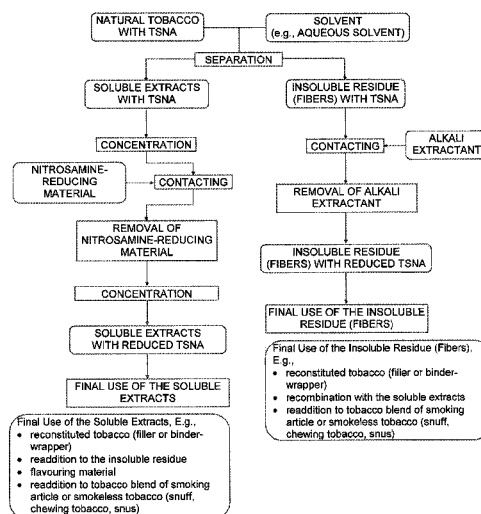 NATURAL TOBACCO
WITH TSNA
SOLVENT
(e.g., AQUEOUS SOLVENT)
SEPARATION
SOLUBLE EXTRACTS
WITH TSNA
INSOLUBLE RESIDUE
(FIBERS) WITH TSNA
CONCENTRATION
CONTACTING
ALKALI
EXTRACTANT
NITROSAMINE-
REDUCING
MATERIAL
CONTACTING
REMOVAL OF ALKALI
EXTRACTANT
REMOVAL OF
NITROSAMINE-REDUCING
MATERIAL
INSOLUBLE RESIDUE
(FIBERS) WITH REDUCED TSNA
CONCENTRATION
FINAL USE OF THE INSOLUBLE
RESIDUE (FIBERS)
SOLUBLE EXTRACTS
WITH REDUCED TSNA
FINAL USE OF THE SOLUBLE
EXTRACTS
Final Use of the Insoluble Residue (Fibers),
E.g.,
• reconstituted tobacco (filler or binder-
wrapper)
• recombination with the soluble extracts
• readdition to tobacco blend of smoking
article or smokeless tobacco (snuff,
chewing tobacco, snus)
Final Use of the Soluble Extracts, E.g.,
• reconstituted tobacco (filler or binder-
wrapper)
• readdition to the insoluble residue
• flavouring material
• readdition to tobacco blend of smoking
article or smokeless tobacco (snuff,
chewing tobacco, snus)